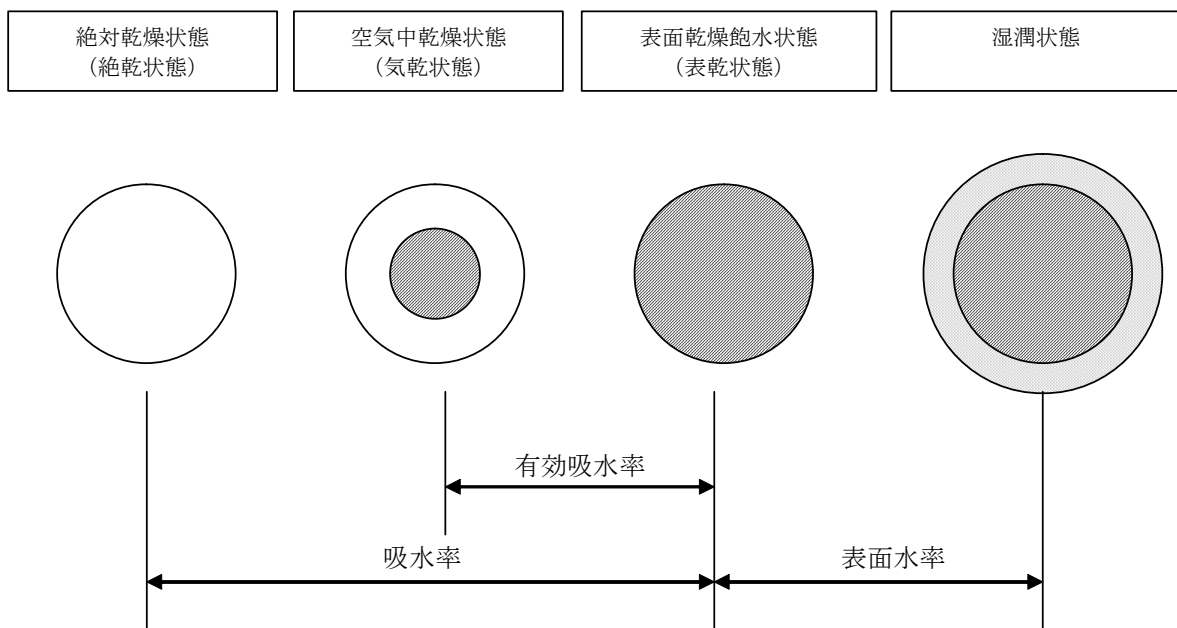 絶対乾燥状態
（絶乾状態）
空気中乾燥状態
（気乾状態）
表面乾燥飽水状態
（表乾状態）
湿潤状態
有効吸水率
吸水率
表面水率